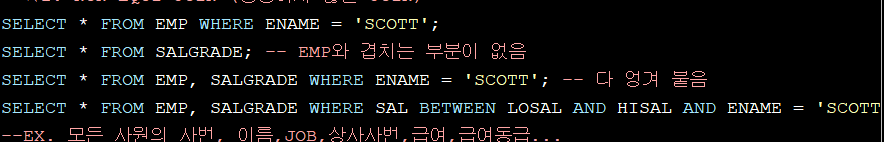 SELECT * FROM EMP WHERE ENAME = 'SCOTT';
SELECT * FROM SALGRADE; -- EMP와 겹치는 부분이 없음
SELECT * FROM EMP, SALGRADE WHERE ENAME = 'SCOTT'; -- 다 엉겨 붙음
SELECT * FROM EMP, SALGRADE WHERE SAL BETWEEN LOSAL AND HISAL AND ENAME = 'SCOTT
--EX. 모든 사원의 사번, 이름,JOB,상사사번,급여,급여등급...